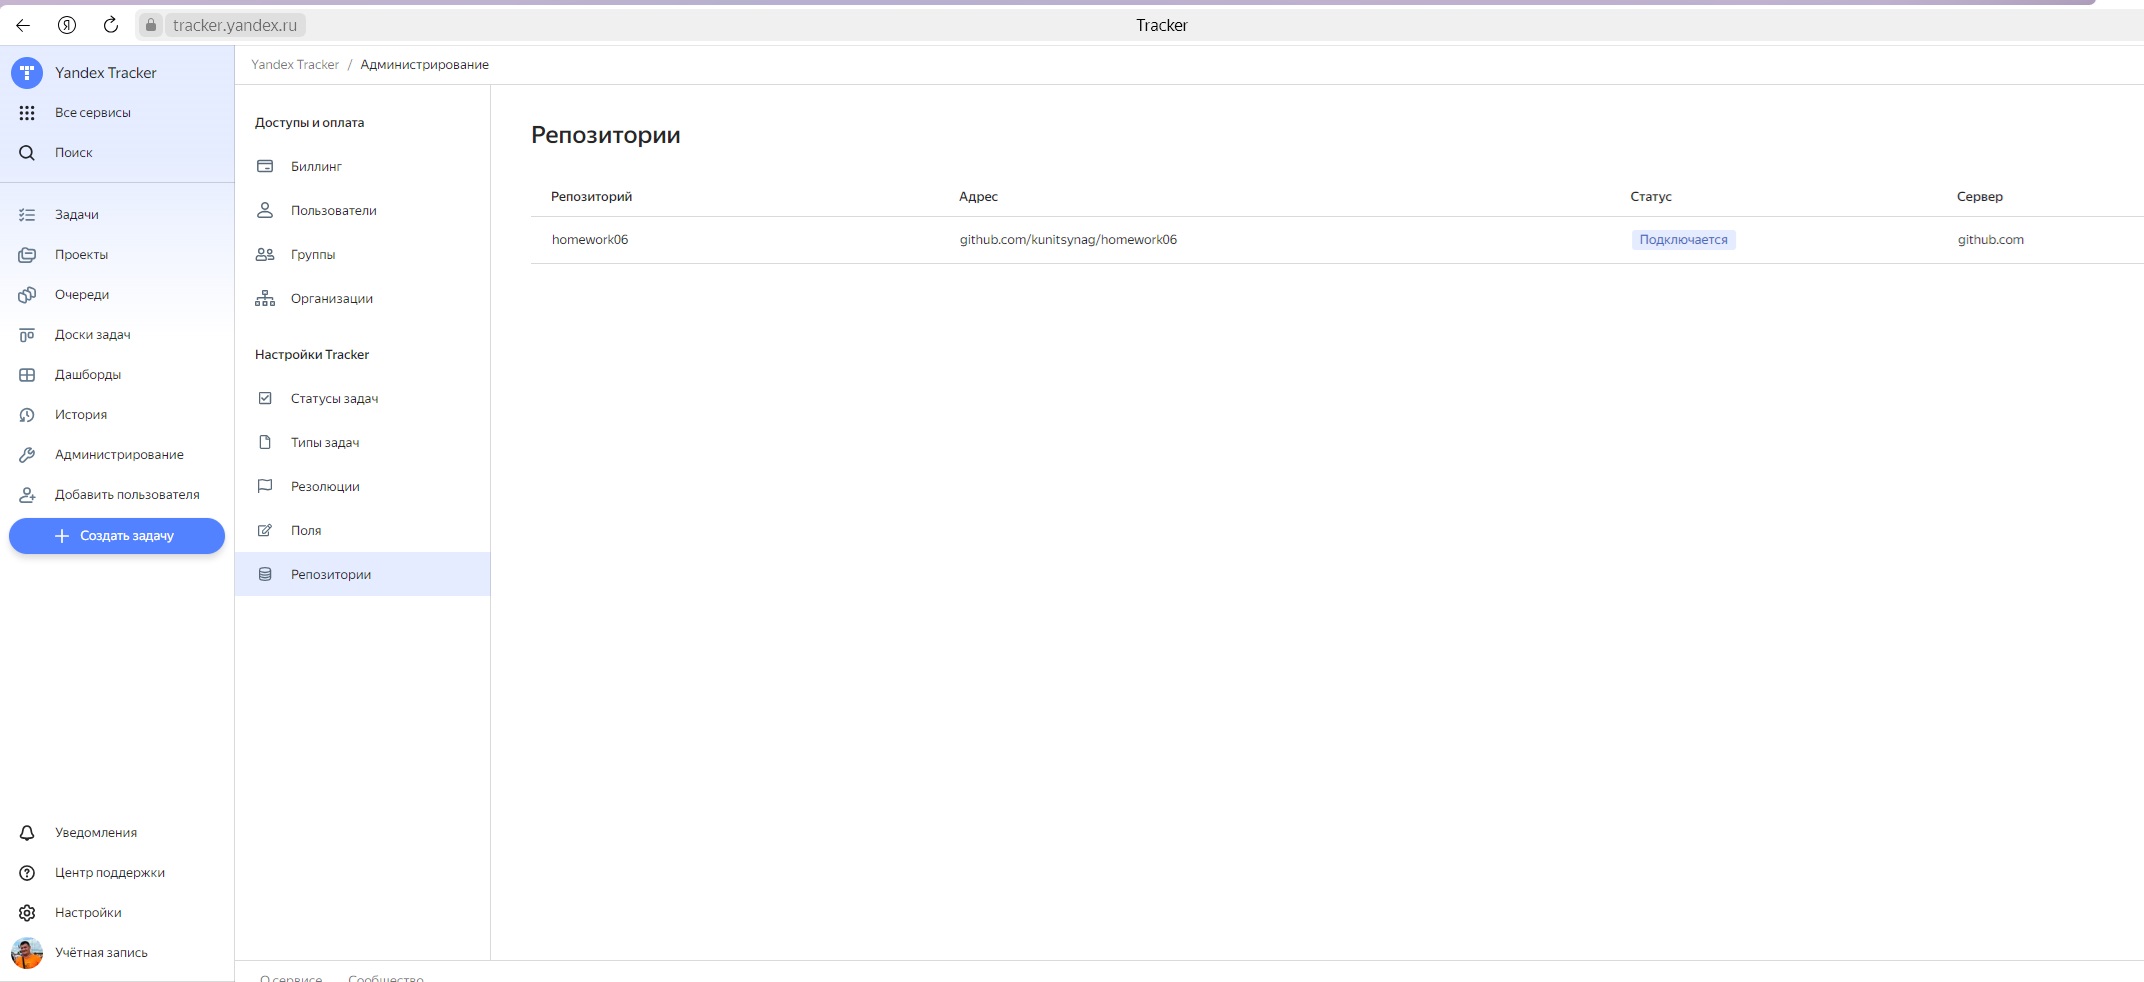 Я
tracker.yandex.ru
Tracker
Yandex Tracker
Все сервисы
Поиск
Задачи
Проекты
Очереди
Доски задач
Дашборды
История
Администрирование
Добавить пользователя
Создать задачу
Уведомления
Центр поддержки
Настройки
Учётная запись
Yandex Tracker / Администрирование
Доступы и оплата
Биллинг
Пользователи
Группы
Организации
Настройки Tracker
Статусы задач
Типы задач
Резолюции
Поля
Репозитории
Репозитории
Репозиторий Адрес Статус Сервер
homework06 github.com/kunitsynag/homework06 Подключается github.com
О сервисе Сообщество